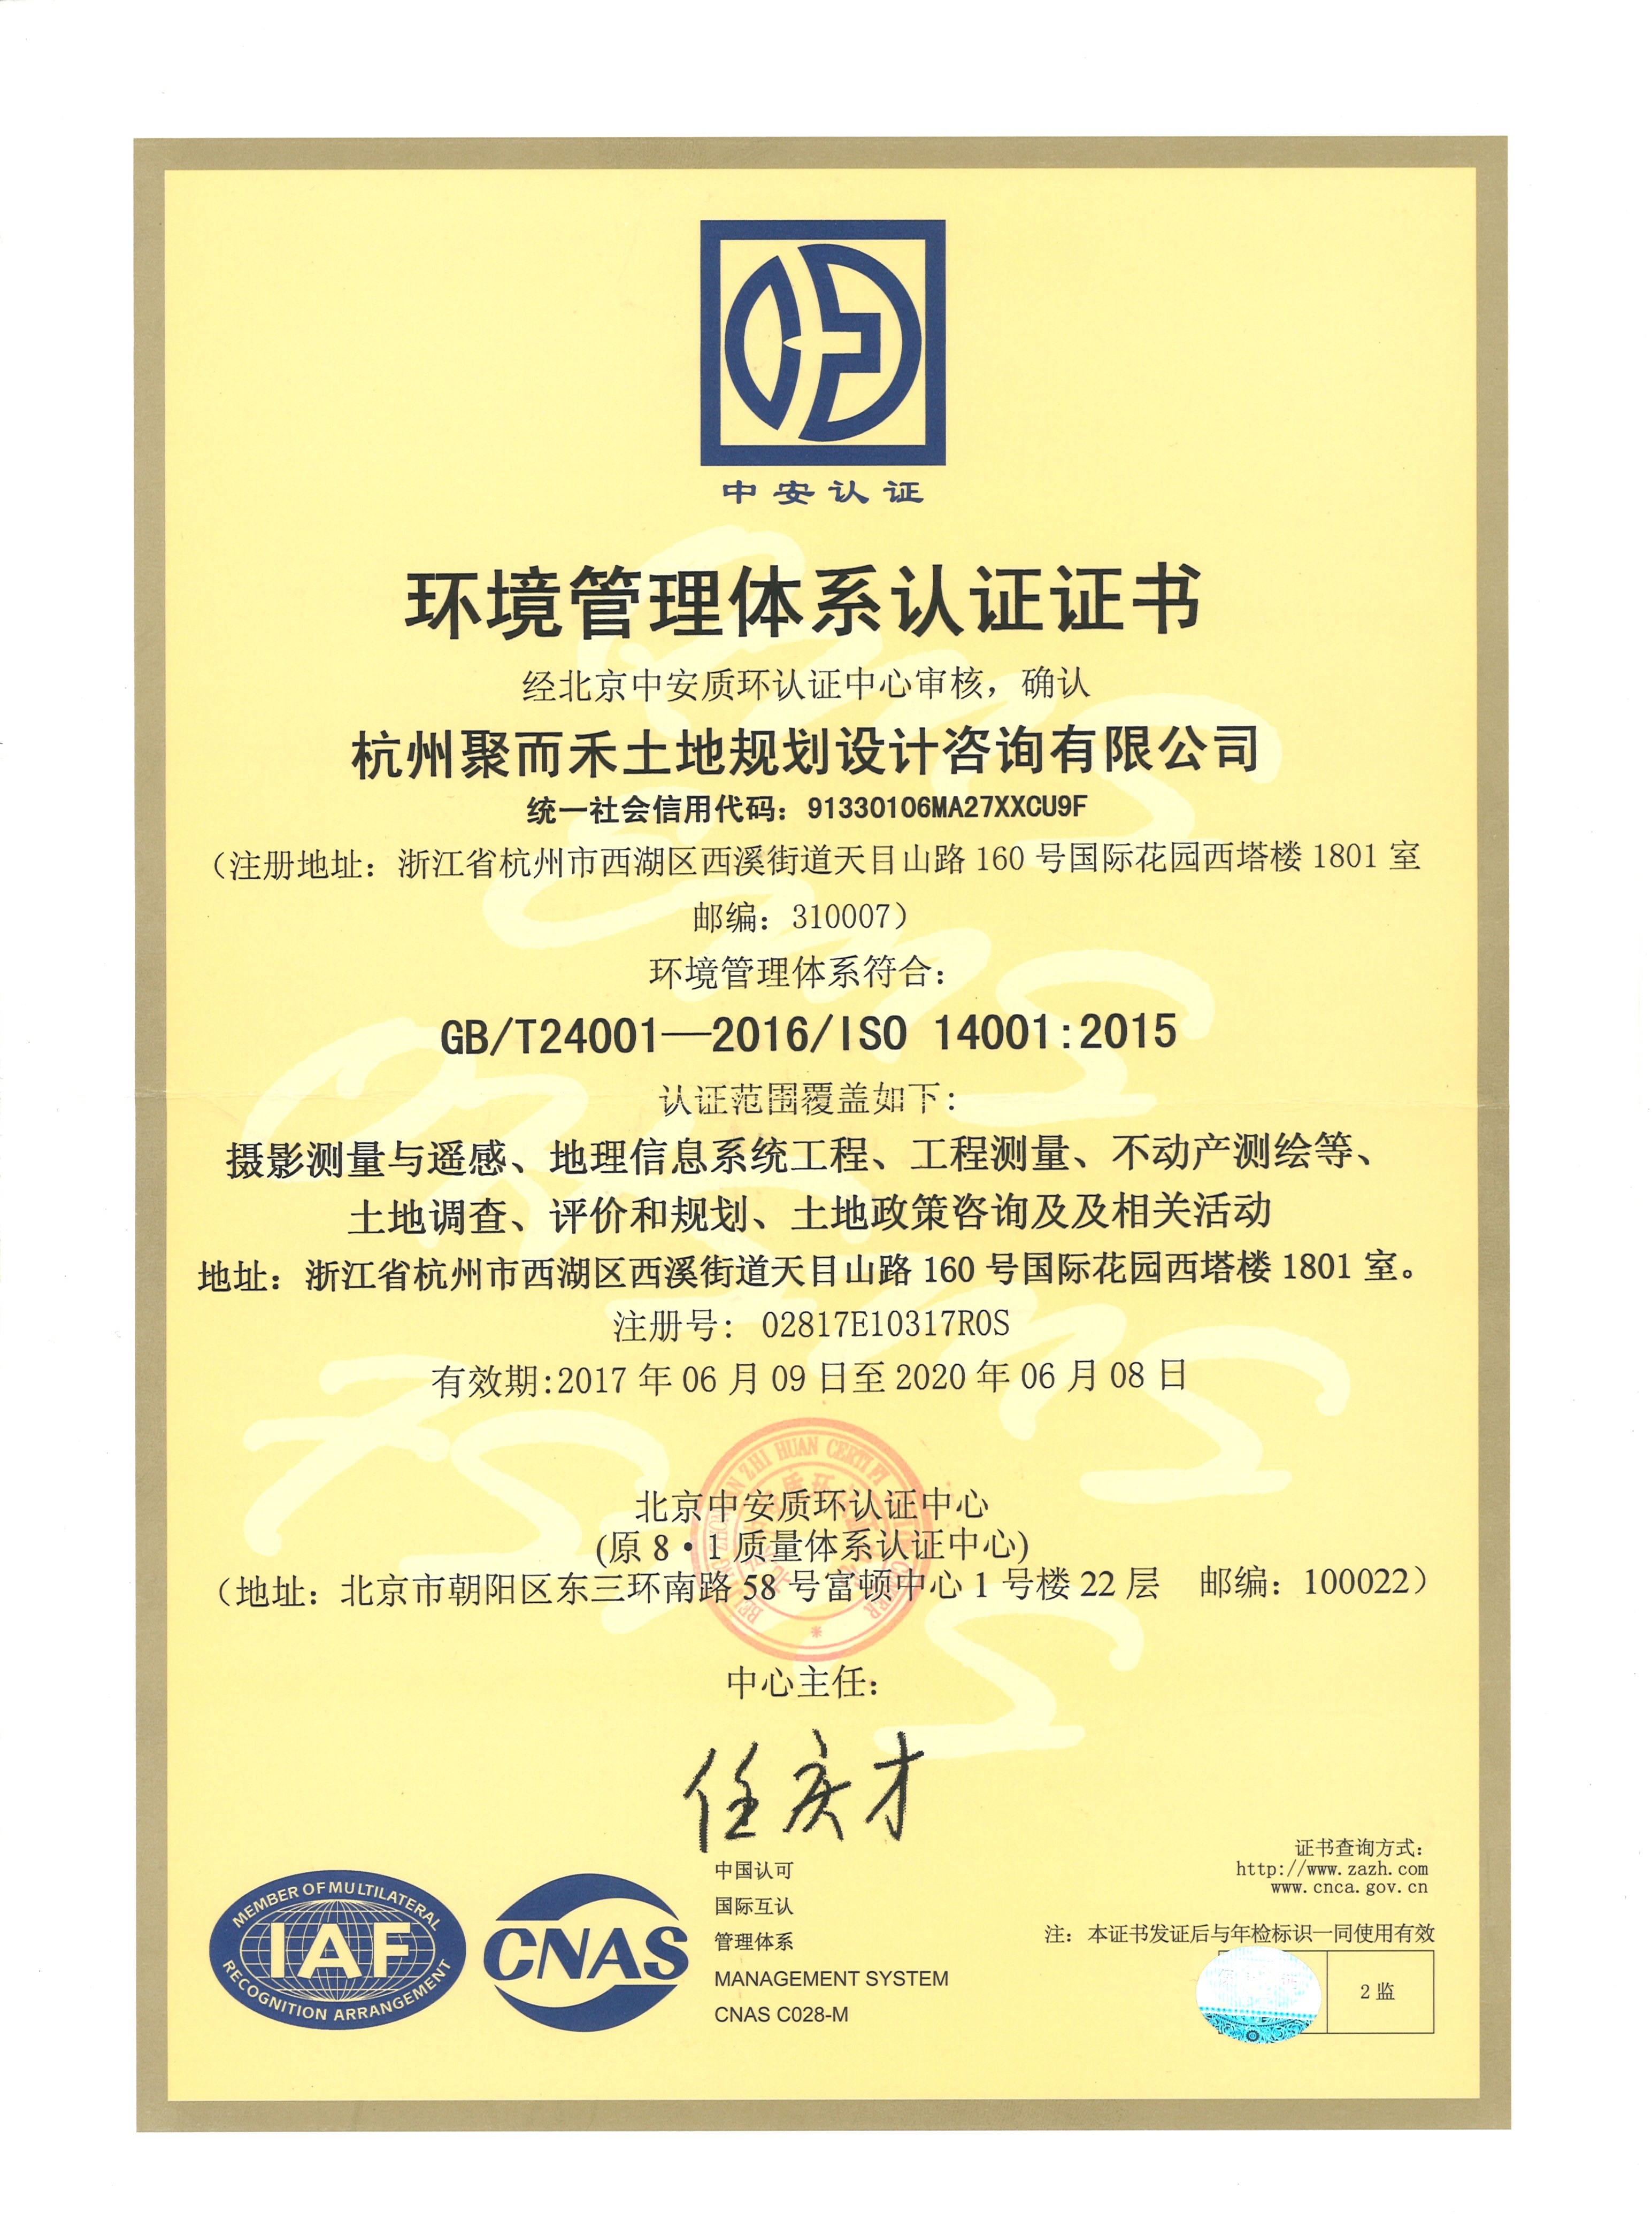 中安认证
环境管理体系认证证书
经北京中安质环认证中心审核，确认
杭州聚而禾土地规划设计咨询有限公司
统一社会信用代码：91330106MA27XXCU9F
（注册地址：浙江省杭州市西湖区西溪街道天目山路 160 号国际花园西塔楼 1801 室
邮编：310007）
环境管理体系符合：
GB/T24001—2016/ISO 14001:2015
认证范围覆盖如下：
摄影测量与遥感、地理信息系统工程、工程测量、不动产测绘等、
土地调查、评价和规划、土地政策咨询及及相关活动
地址：浙江省杭州市西湖区西溪街道天目山路 160 号国际花园西塔楼 1801 室。
注册号： 02817E10317R0S
有效期:2017 年 06 月 09 日至 2020 年 06 月 08 日
北京中安质环认证中心
(原 8·1 质量体系认证中心)
（地址：北京市朝阳区东三环南路 58 号富顿中心 1 号楼 22 层 邮编：100022）
中心主任：
任庆才
证书查询方式：
http://www.zazh.com
www.cnca.gov.cn
注：本证书发证后与年检标识一同使用有效
2 监
MEMBER OF MULTILATERAL
IAF
RECOGNITION ARRANGEMENT
CNAS
中国认可
国际互认
管理体系
MANAGEMENT SYSTEM
CNAS C028-M